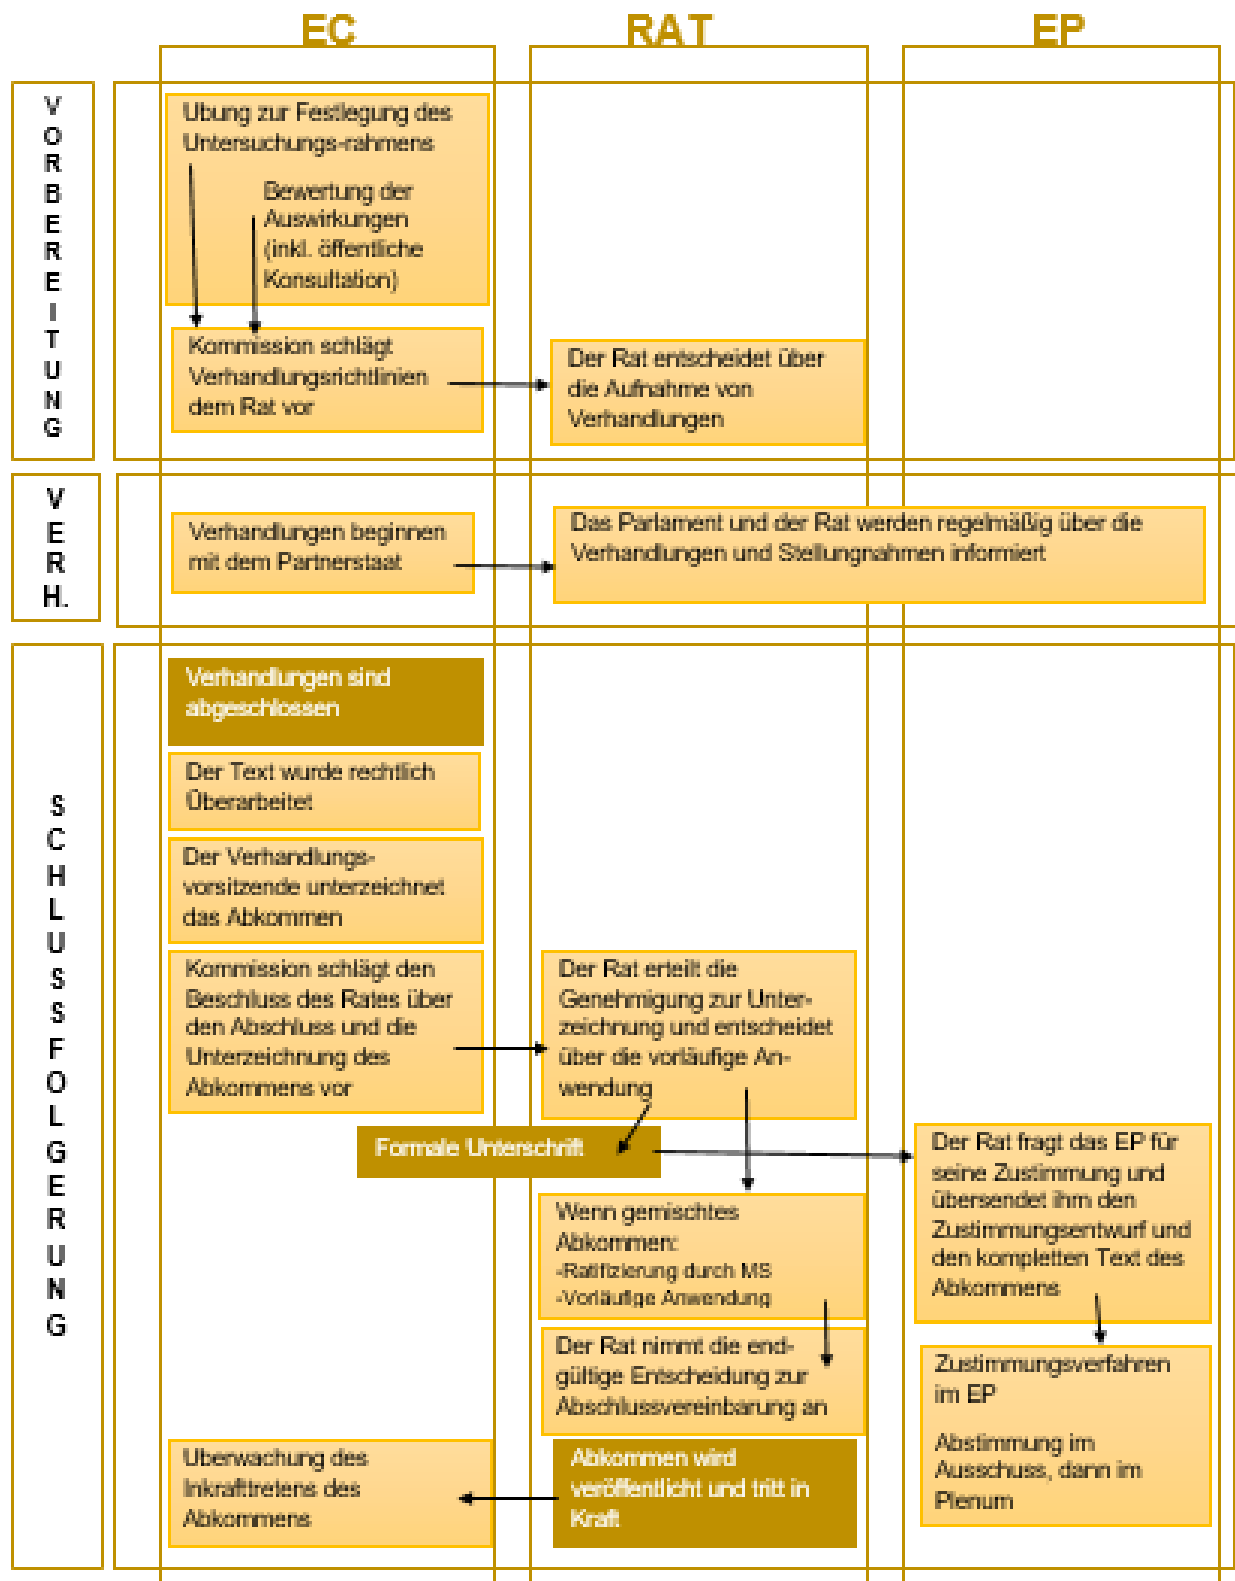 EC
RAT
EP
VORBEREITUNG
Übung zur Festlegung des
Untersuchungs-rahmens
Bewertung der
Auswirkungen
(inkl. öffentliche
Konsultation)
Kommission schlägt
Verhandlungsrichtlinien
dem Rat vor
Der Rat entscheidet über
die Aufnahme von
Verhandlungen
VERH.
Verhandlungen beginnen
mit dem Partnerstaat
Das Parlament und der Rat werden regelmäßig über die
Verhandlungen und Stellungnahmen informiert
SCHLUSSFOLGERUNG
Verhandlungen sind
abgeschlossen
Der Text wurde rechtlich
Überarbeitet
Der Verhandlungs-
vorsitzende unterzeichnet
das Abkommen
Kommission schlägt den
Beschluss des Rates über
den Abschluss und die
Unterzeichnung des
Abkommens vor
Der Rat erteilt die
Genehmigung zur Unter-
zeichnung und entscheidet
über die vorläufige An-
wendung
Formale Unterschrift
Der Rat fragt das EP für
seine Zustimmung und
übersendet ihm den
Zustimmungsentwurf und
den kompletten Text des
Abkommens
Wenn gemischtes
Abkommen:
-Ratifizierung durch MS
-Vorläufige Anwendung
Der Rat nimmt die end-
gültige Entscheidung zur
Abschlussvereinbarung an
Zustimmungsverfahren
im EP
Abstimmung im
Ausschuss, dann im
Plenum
Überwachung des
Inkrafttretens des
Abkommens
Abkommen wird
veröffentlicht und tritt in
Kraft